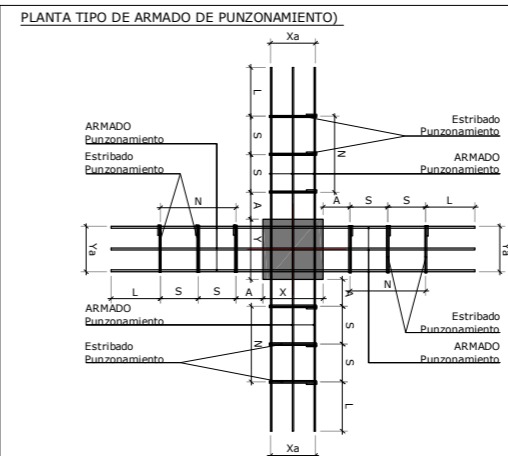 PLANTA TIPO DE ARMADO DE PUNZONAMIENTO)
Xa
L
S
S
A
N
Estribado
Punzonamiento
ARMADO
Punzonamiento
ARMADO
Punzonamiento
Estribado
Punzonamiento
N
A
S
S
L
Ya
Y
Ya
L
S
S
A
X
N
A
S
S
L
N
ARMADO
Punzonamiento
Estribado
Punzonamiento
Estribado
Punzonamiento
ARMADO
Punzonamiento
Xa